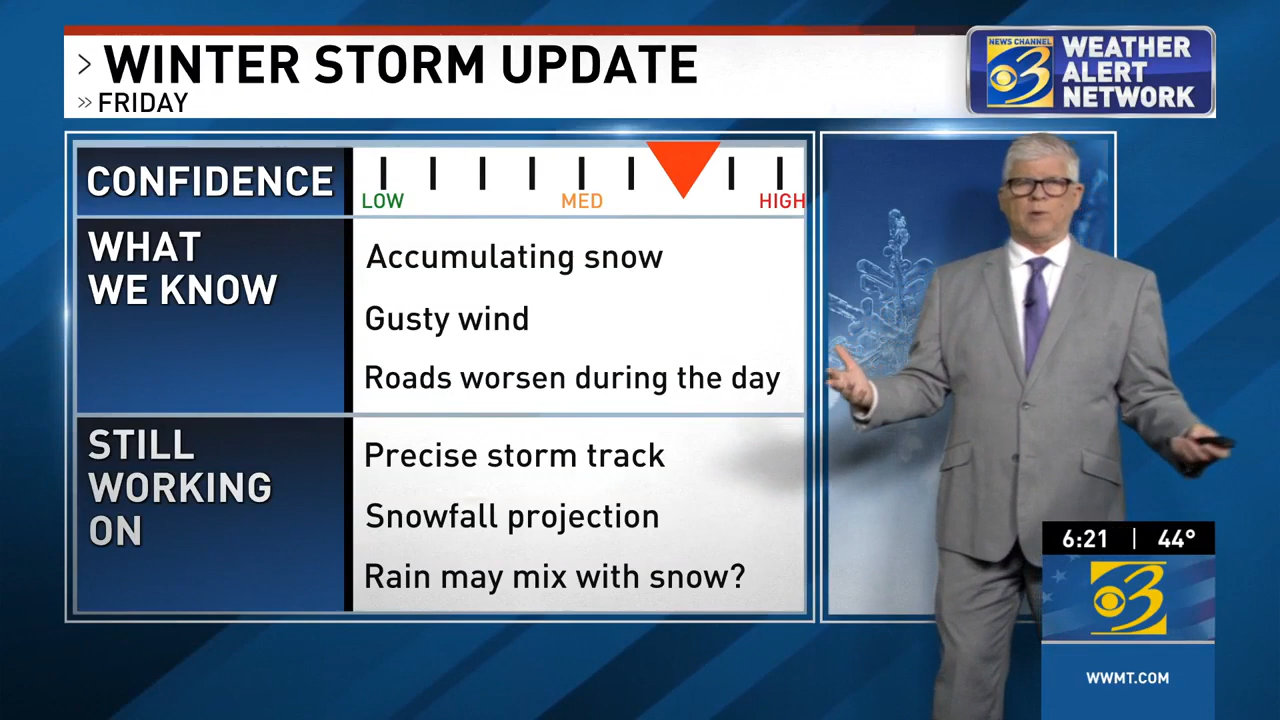 > WINTER STORM UPDATE
» FRIDAY
NEWS CHANNEL
3
WEATHER
ALERT
NETWORK
CONFIDENCE
LOW
MED
HIGH
WHAT
WE KNOW
Accumulating snow
Gusty wind
Roads worsen during the day
STILL
WORKING
ON
Precise storm track
Snowfall projection
Rain may mix with snow?
6:21 | 44°
3
WWMT.COM